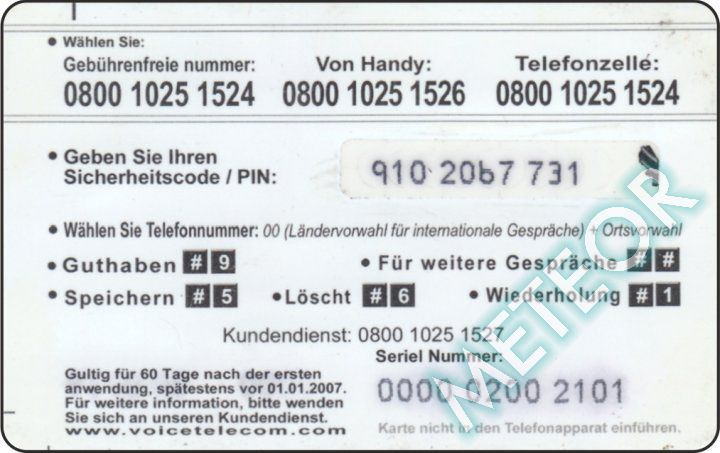 • Wählen Sie:
Gebührenfreie nummer: Von Handy: Telefonzelle:
0800 1025 1524 0800 1025 1526 0800 1025 1524
• Geben Sie Ihren
Sicherheitscode / PIN: 910 2067 731
• Wählen Sie Telefonnummer: 00 (Ländervorwahl für internationale Gespräche) + Ortsvorwahl
• Guthaben # 9 • Für weitere Gespräche # #
• Speichern # 5 • Löscht # 6 • Wiederholung # 1
Kundendienst: 0800 1025 1527
Seriel Nummer:
0000 0200 2101
Gultig für 60 Tage nach der ersten
anwendung, spätestens vor 01.01.2007.
Für weitere information, bitte wenden
Sie sich an unseren Kundendienst.
www.voicetelecom.com
Karte nicht in den Telefonapparat einführen.
METEOR